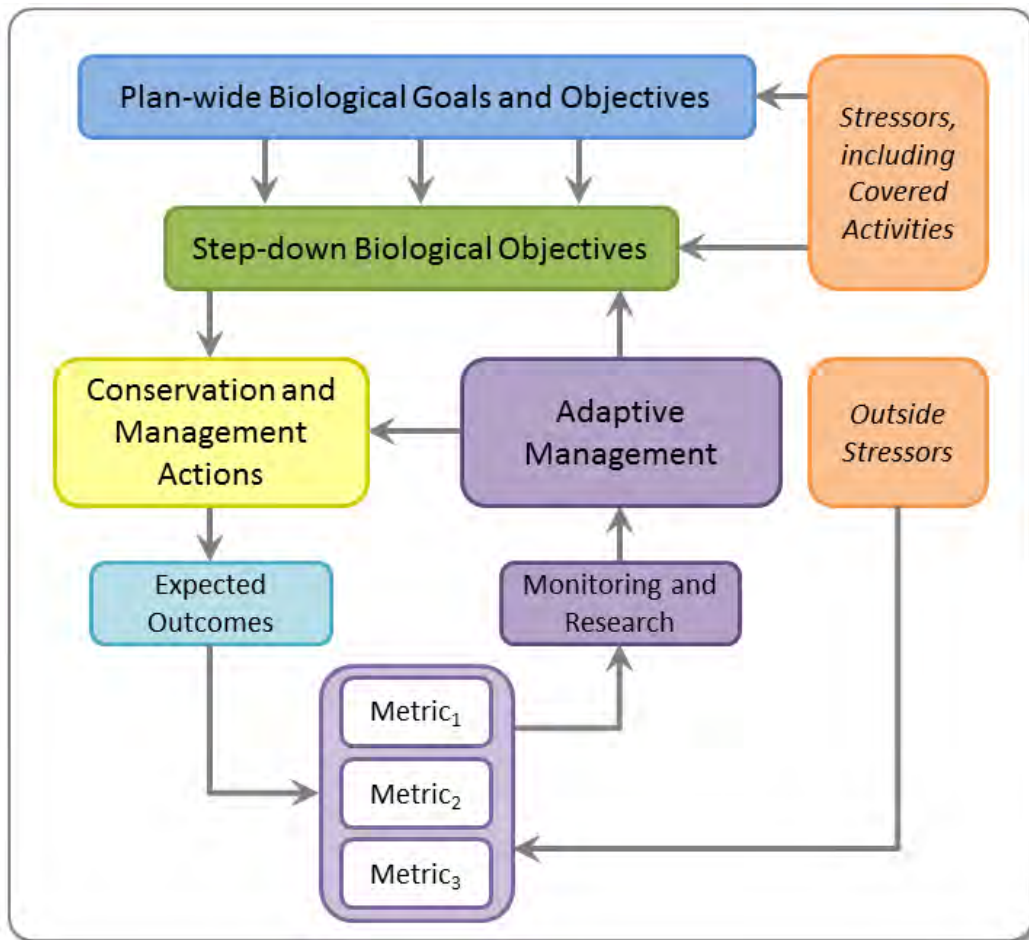 Plan-wide Biological Goals and Objectives
Stressors,
including
Covered
Activities
Step-down Biological Objectives
Conservation and
Management
Actions
Adaptive
Management
Outside
Stressors
Expected
Outcomes
Monitoring and
Research
Metric₁
Metric₂
Metric₃